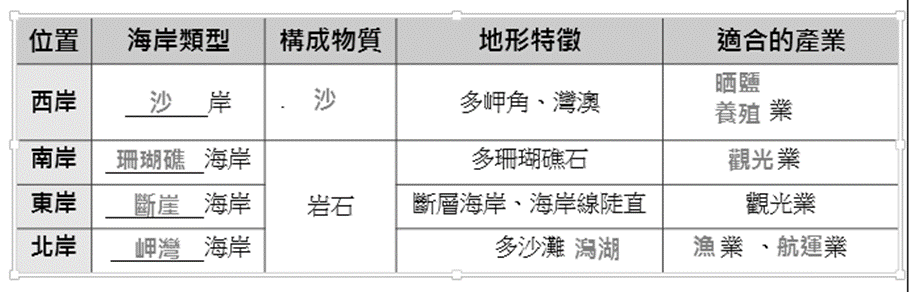 位置 海岸類型 構成物質 地形特徵 適合的產業
西岸 沙岸 . 沙 多岬角、灣澳 晒鹽
養殖 業
南岸 珊瑚礁海岸 岩石 多珊瑚礁石 觀光業
東岸 斷崖海岸 斷層海岸、海岸線陡直 觀光業
北岸 岬灣海岸 多沙灘 潟湖 漁業、航運業